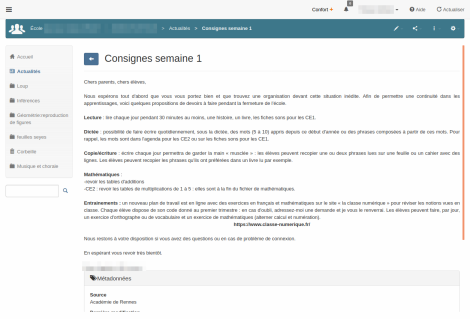 Confort +
Aide
Actualiser
École
> Actualités > Consignes semaine 1
Accueil
Actualités
Loup
Inférences
Géométrie:reproduction
de figures
feuilles sepes
Corbeille
Musique et chorale
Consignes semaine 1
Chers parents, chers élèves,
Nous espérons tout d'abord que vous vous portez bien et que trouvez une organisation devant cette situation inédite. Afin de permettre une continuité dans les
apprentissages, voici quelques propositions de devoirs à faire pendant la fermeture de l'école.
Lecture : lire chaque jour pendant 30 minutes au moins, une histoire, un livre, les fiches sons pour les CE1.
Dictée : possibilité de faire écrire quotidiennement, sous la dictée, des mots (5 à 10) appris depuis ce début d'année ou des phrases composées à partir de ces mots. Pour
rappel, les mots sont dans l'agenda pour les CE2 ou sur les fiches sons pour les CE1.
Copie/écriture : écrire chaque jour permettra de garder la main « musclée » : les élèves peuvent recopier une ou deux phrases lues sur une feuille ou un cahier avec des
lignes. Les élèves peuvent recopier les phrases qu'ils ont préférées dans un livre lu par exemple.
Mathématiques :
-revoir les tables d'additions
-CE2 : revoir les tables de multiplications de 1 à 5 : elles sont à la fin du fichier de mathématiques.
Entraînements : un nouveau plan de travail est en ligne avec des exercices en français et mathématiques sur le site « la classe numérique » pour réviser les notions vues en
classe. Chaque élève dispose de son code donné au premier trimestre ; en cas d'oubli, adressez-moi une demande et je vous le renverrai. Les élèves peuvent faire, par jour,
un exercice d'orthographe ou de vocabulaire et un exercice de mathématiques (alterner calcul et numération).
https://www.classe-numerique.fr/
Nous restons à votre disposition si vous avez des questions ou en cas de problème de connexion.
En espérant vous revoir très bientôt.
Métadonnées
Source
Académie de Rennes